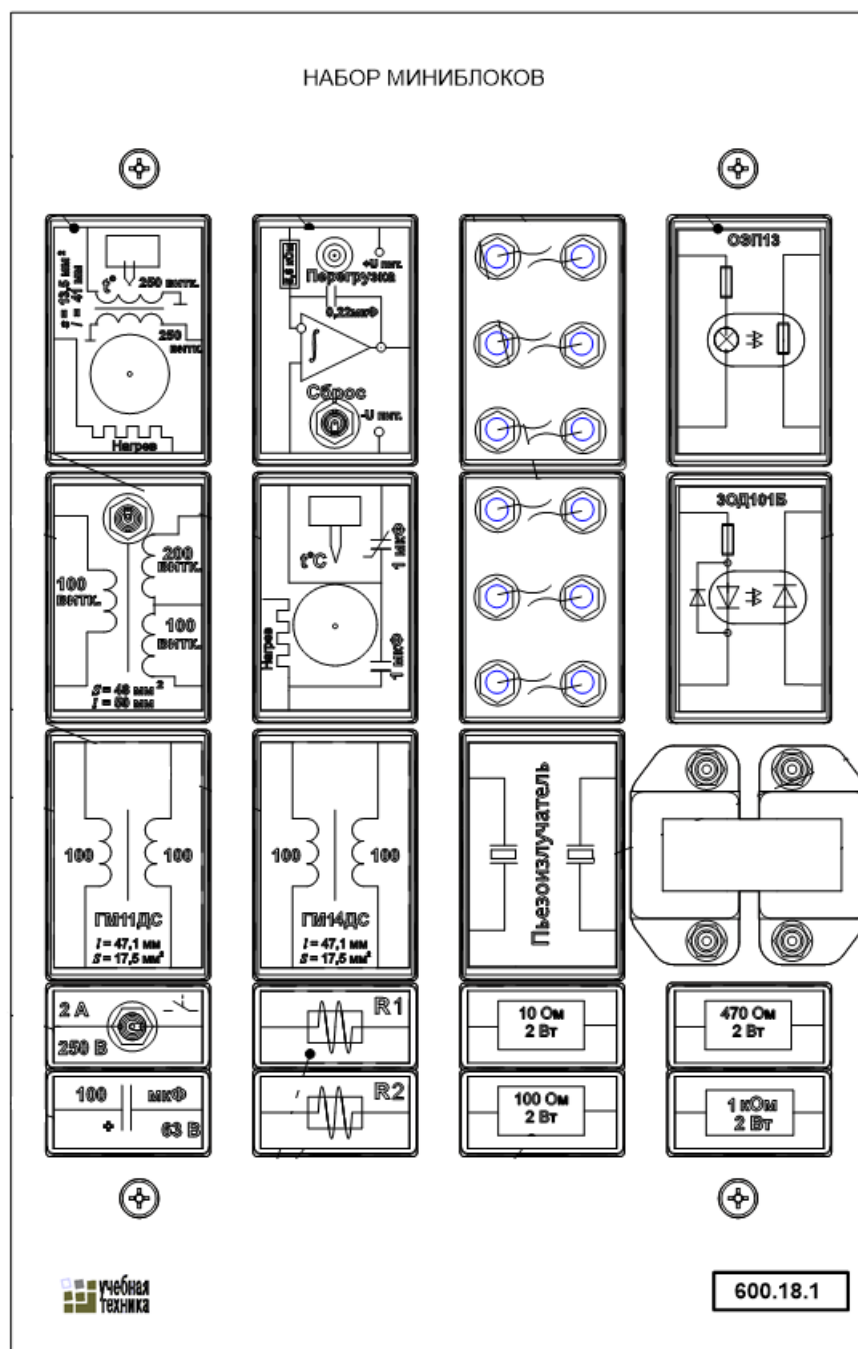 НАБОР МИНИБЛОКОВ
s = 13,5 мм²
l = 41 мм
t°
250 витк.
250 витк.
Нагрев
5,6 кОм
Перегрузка
+U пит.
0,22мкФ
∫
Сброс
-U пит.
ОЭП13
100 витк.
200 витк.
100 витк.
S = 48 мм²
t°C
1 мкФ
Нагрев
1 мкФ
3ОД101Б
100
100
ГМ11ДС
l = 47,1 мм
S = 17,5 мм²
100
100
ГМ14ДС
l = 47,1 мм
S = 17,5 мм²
Пьезоизлучатель
2 А
250 В
R1
10 Ом
2 Вт
470 Ом
2 Вт
100 мкФ
+ 63 В
R2
100 Ом
2 Вт
1 кОм
2 Вт
учебная
техника
600.18.1